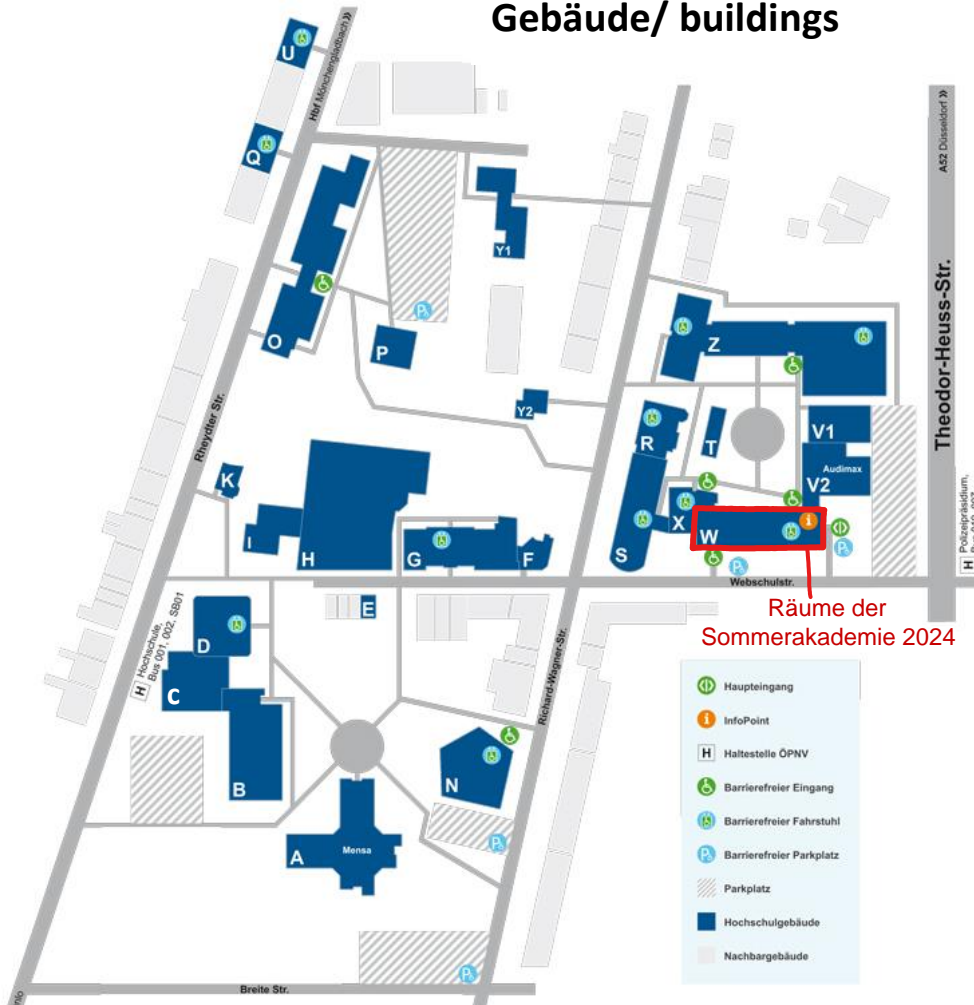 Gebäude/ buildings
U
Hbf Mönchengladbach »
A52 Düsseldorf »
Q
Y1
Theodor-Heuss-Str.
O
P
Z
Y2
Rheydter Str.
R
T
V1
Audimax
V2
K
I
H
G
F
S
X
W
H Polizeipräsidium,
Webschulstr.
E
Räume der
Sommerakademie 2024
H Hochschule,
Bus 001, 002, SB01
D
C
B
Richard-Wagner-Str.
N
A
Mensa
Haupteingang
i InfoPoint
H Haltestelle ÖPNV
Barrierefreier Eingang
Barrierefreier Fahrstuhl
P Barrierefreier Parkplatz
Parkplatz
Hochschulgebäude
Nachbargebäude
Breite Str.